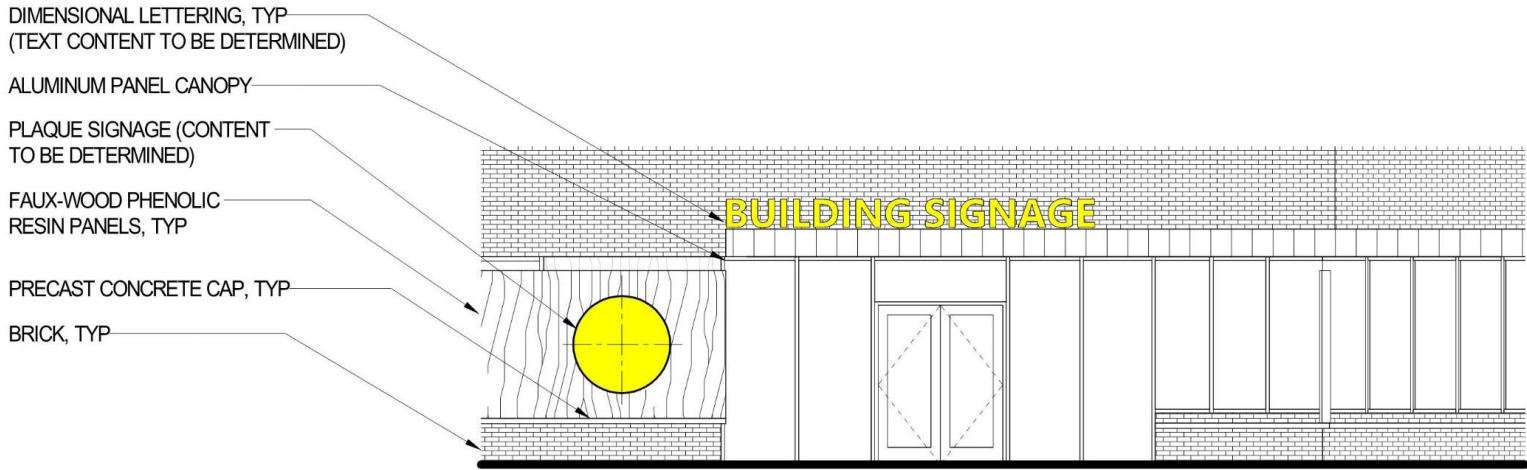 DIMENSIONAL LETTERING, TYP
(TEXT CONTENT TO BE DETERMINED)
ALUMINUM PANEL CANOPY
PLAQUE SIGNAGE (CONTENT
TO BE DETERMINED)
FAUX-WOOD PHENOLIC
RESIN PANELS, TYP
PRECAST CONCRETE CAP, TYP
BRICK, TYP
BUILDING SIGNAGE